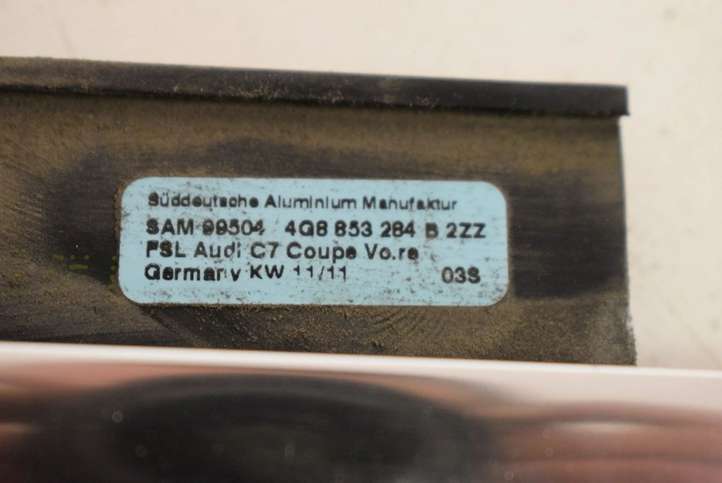 Süddeutsche Aluminium Manufaktur
SAM 99504 4G8 853 284 B 2ZZ
FSL Audi C7 Coupe Vo.re
Germany KW 11/11 03S